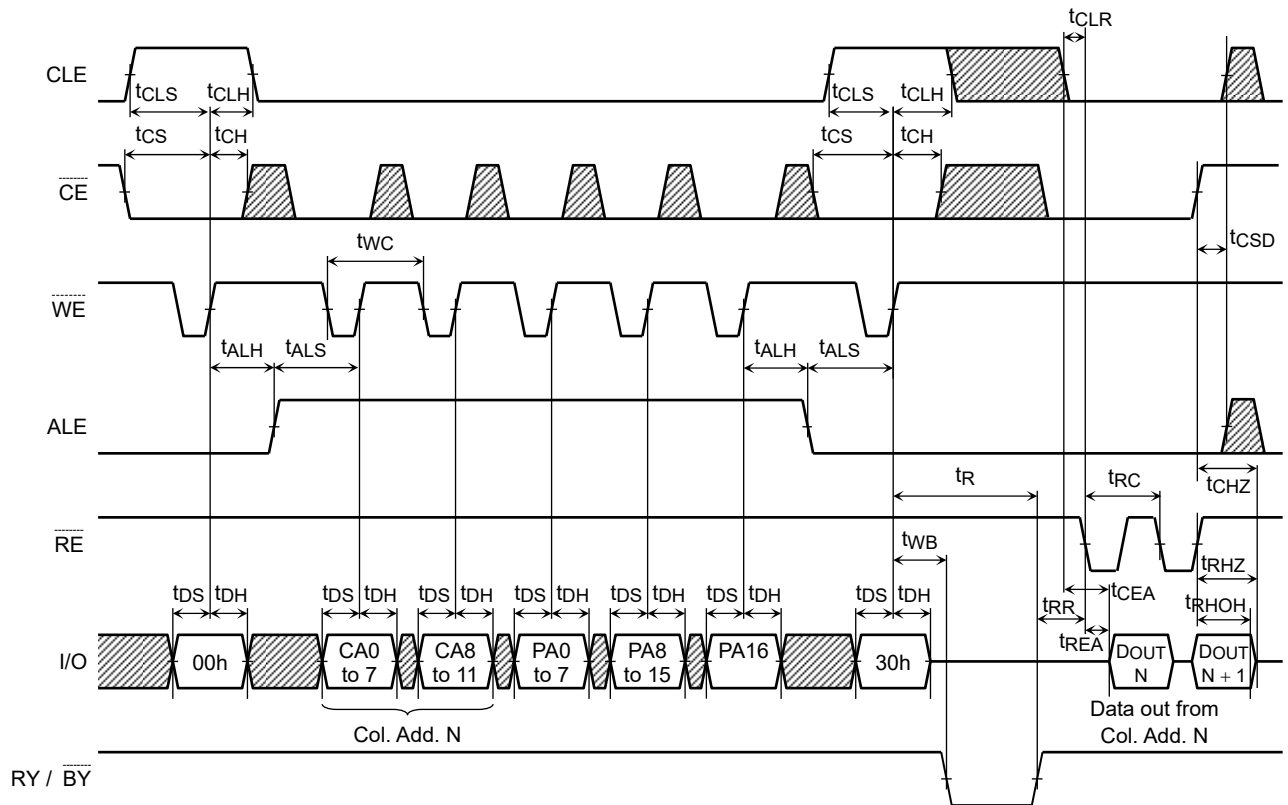 tCLR
CLE
tCLS tCLH tCLS tCLH
tCS tCH tCS tCH
CE
tCSD
tWC
WE
tALH tALS tALH tALS
ALE
tR tRC tCHZ
RE
tWB
tRHZ
tDS tDH tDS tDH tDS tDH tDS tDH tDS tDH tDS tDH tDS tDH
tCEA
tRR tRHOH
tREA
I/O
00h
CA0 to 7
CA8 to 11
PA0 to 7
PA8 to 15
PA16
30h
DOUT N
DOUT N + 1
Col. Add. N
Data out from
Col. Add. N
RY / BY